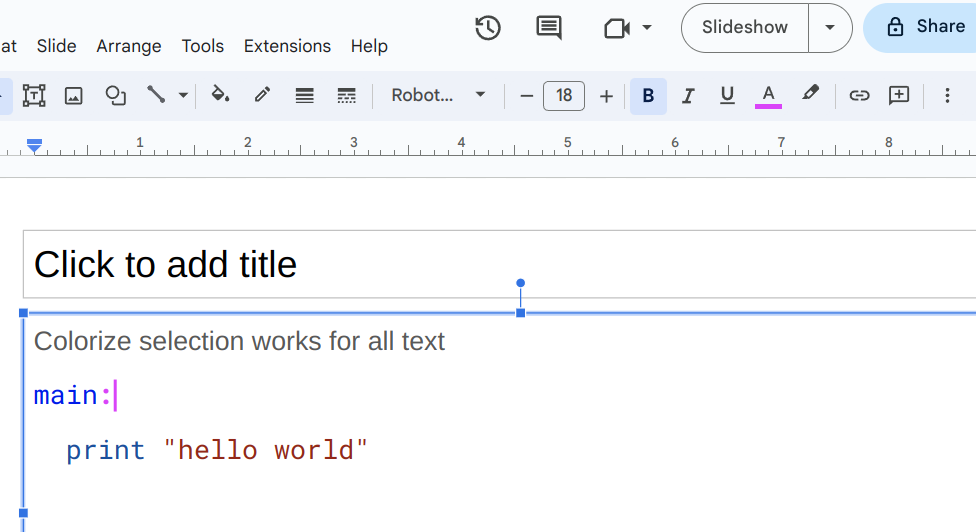 Slideshow
Share
at Slide Arrange Tools Extensions Help
Robot... 18 B I U A
1 2 3 4 5 6 7 8
Click to add title
Colorize selection works for all text
main:
print "hello world"